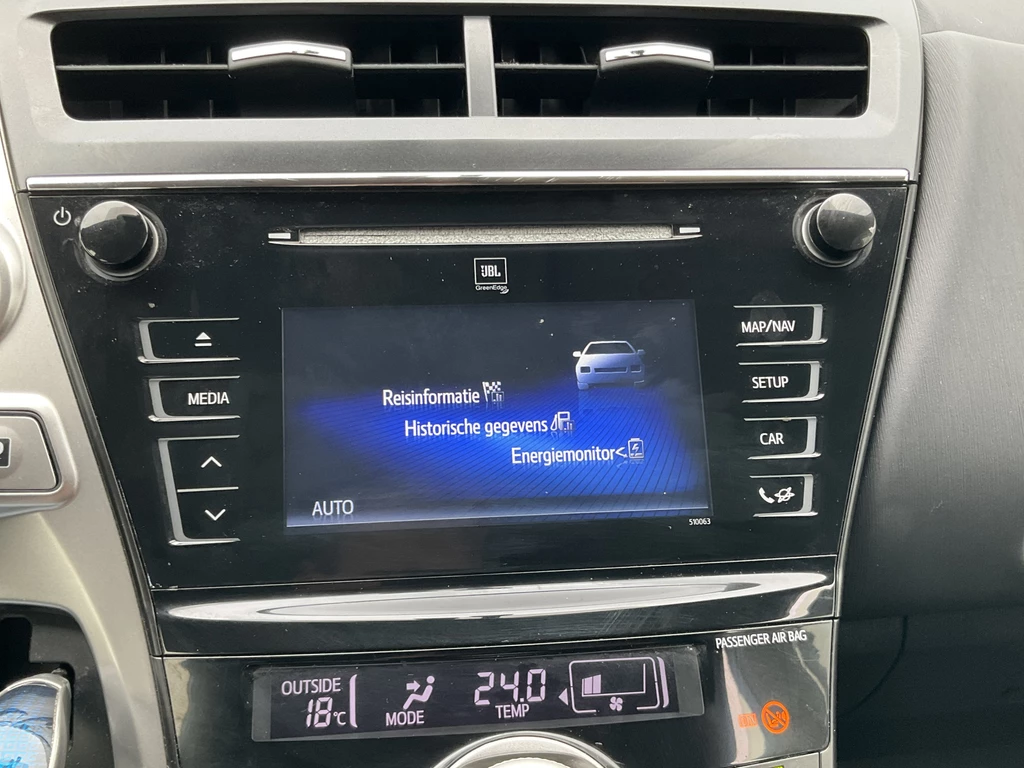 JBL
GreenEdge
MAP/NAV
MEDIA
SETUP
CAR
Reisinformatie
Historische gegevens
Energiemonitor
AUTO
510063
PASSENGER AIR BAG
OUTSIDE
18°C
MODE
24.0
TEMP